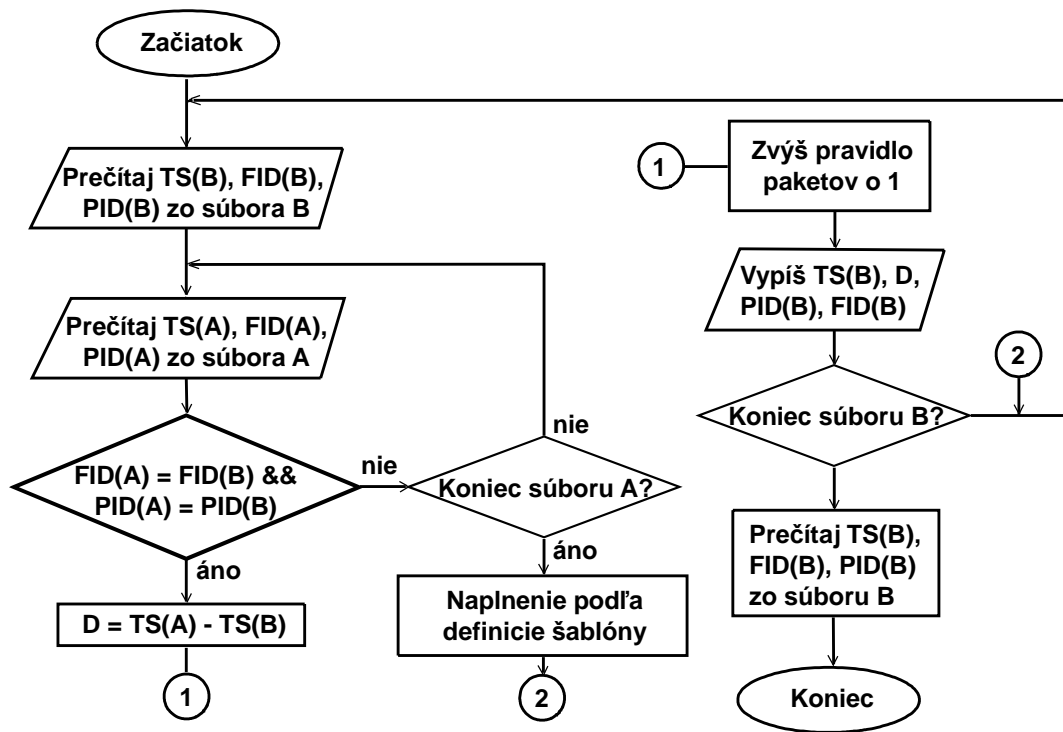 Začiatok
Prečítaj TS(B), FID(B),
PID(B) zo súbora B
Prečítaj TS(A), FID(A),
PID(A) zo súbora A
FID(A) = FID(B) &&
PID(A) = PID(B)
nie
áno
D = TS(A) - TS(B)
1
nie
Koniec súboru A?
áno
Naplnenie podľa
definicie šablóny
2
1
Zvýš pravidlo
paketov o 1
Vypíš TS(B), D,
PID(B), FID(B)
2
Koniec súboru B?
Prečítaj TS(B),
FID(B), PID(B)
zo súboru B
Koniec